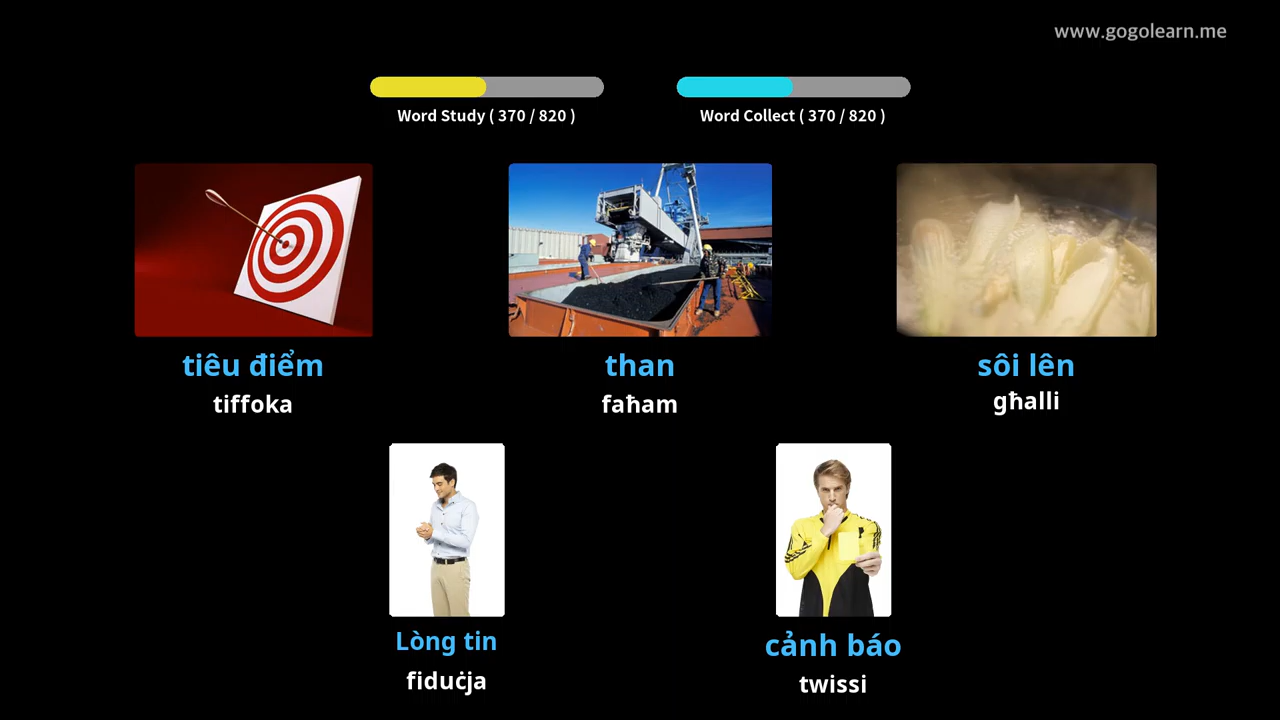 www.gogolearn.me
Word Study ( 370 / 820 )
Word Collect ( 370 / 820 )
tiêu điểm
tiffoka
than
faħam
sôi lên
għalli
Lòng tin
fiduċja
cảnh báo
twissi